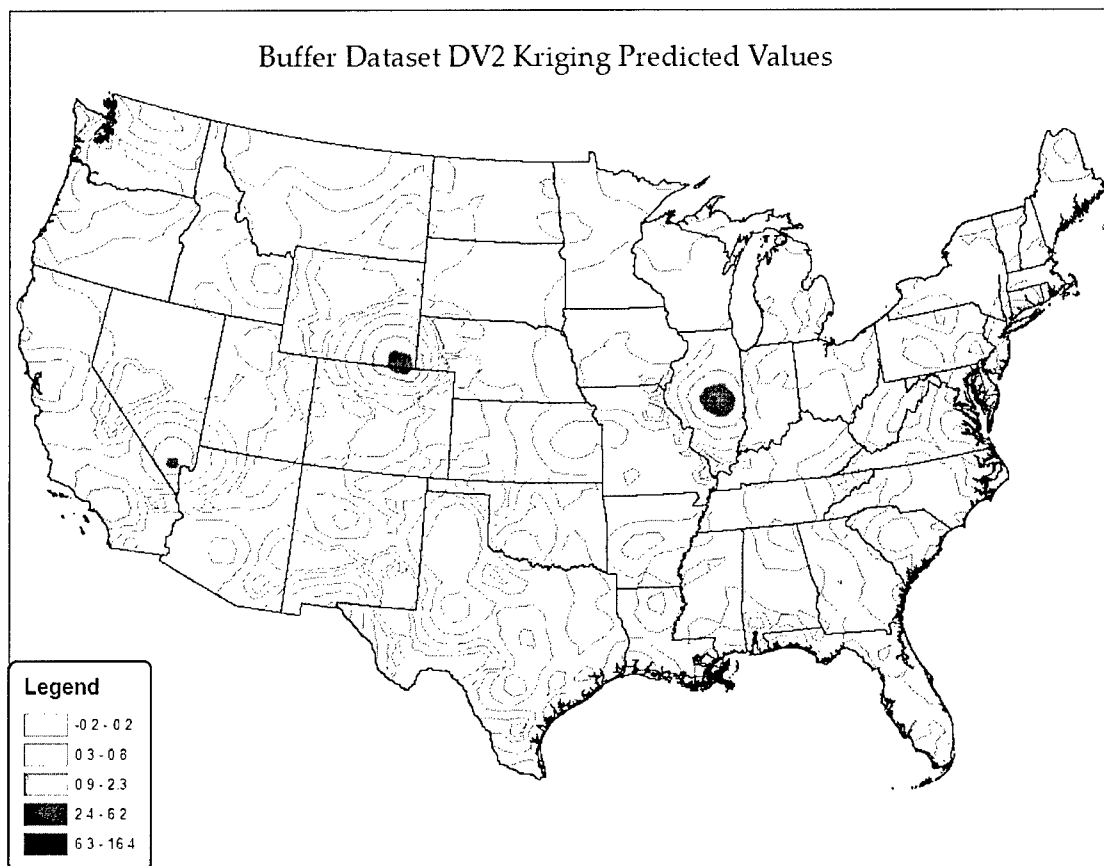 Buffer Dataset DV2 Kriging Predicted Values
Legend
-0.2 - 0.2
0.3 - 0.8
0.9 - 2.3
2.4 - 6.2
6.3 - 16.4